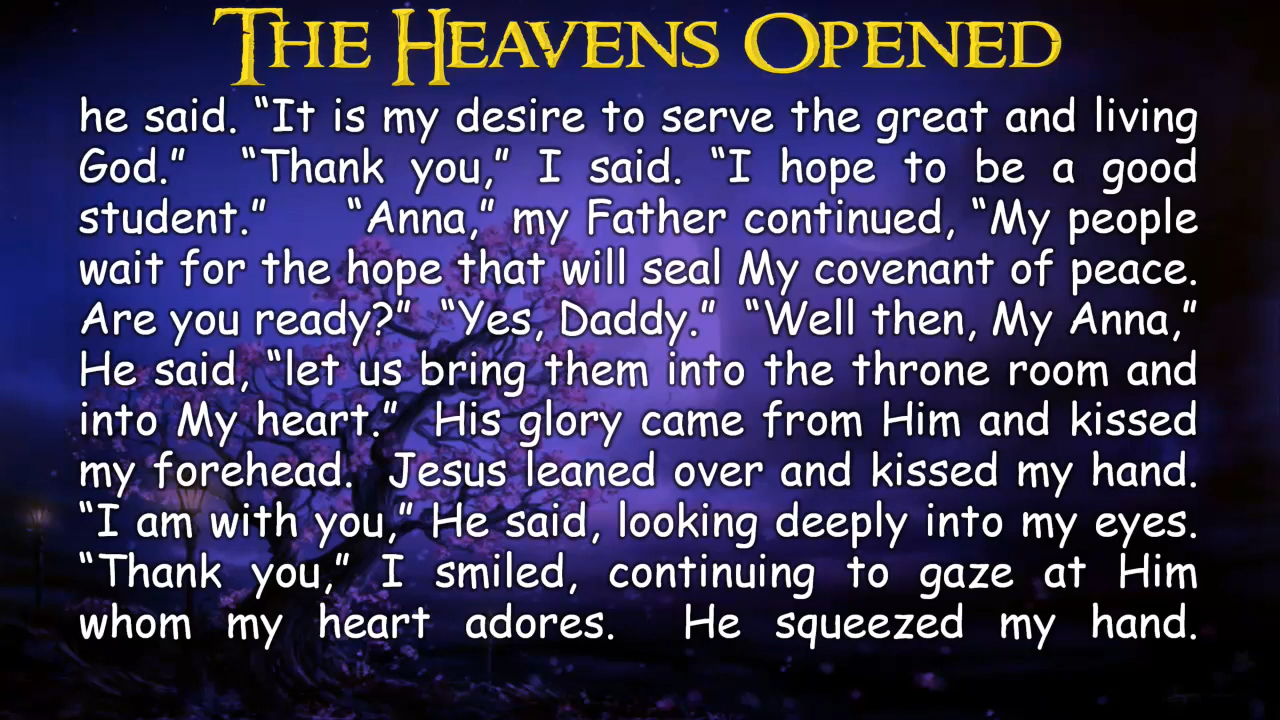 THE HEAVENS OPENED
he said. “It is my desire to serve the great and living
God.” “Thank you,” I said. “I hope to be a good
student.” “Anna,” my Father continued, “My people
wait for the hope that will seal My covenant of peace.
Are you ready?” “Yes, Daddy.” “Well then, My Anna,”
He said, “let us bring them into the throne room and
into My heart.” His glory came from Him and kissed
my forehead. Jesus leaned over and kissed my hand.
“I am with you,” He said, looking deeply into my eyes.
“Thank you,” I smiled, continuing to gaze at Him
whom my heart adores. He squeezed my hand.